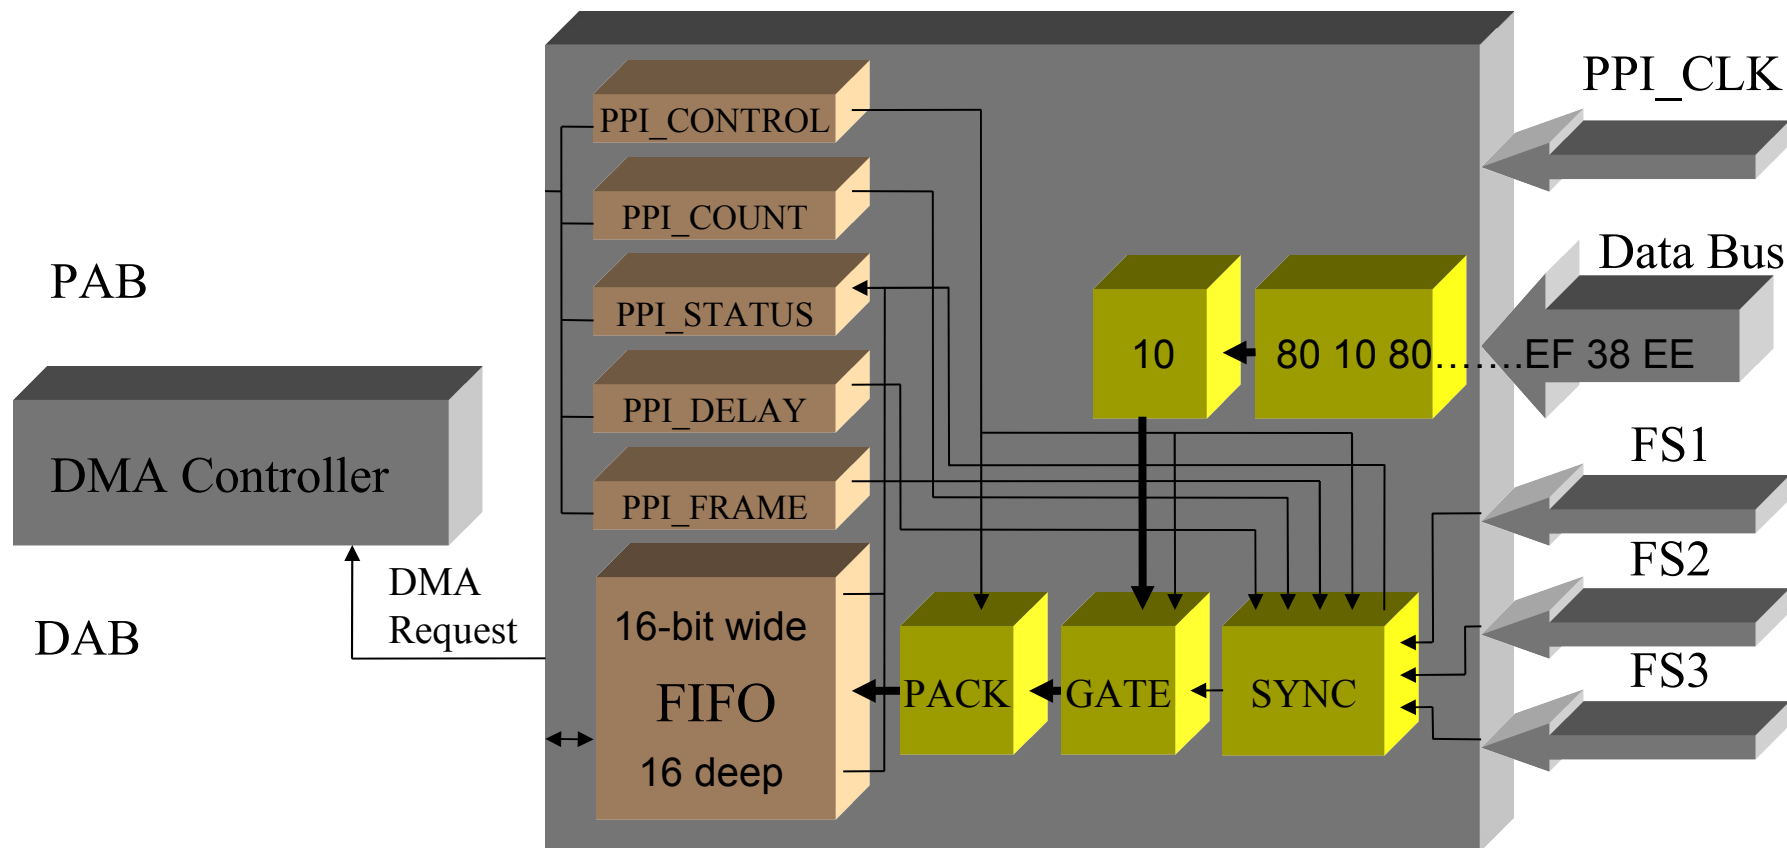 PPI_CLK
PPI_CONTROL
PPI_COUNT
Data Bus
PAB
PPI_STATUS
10
80 10 80.......EF 38 EE
PPI_DELAY
FS1
DMA Controller
PPI_FRAME
FS2
DMA
Request
DAB
16-bit wide
FIFO
16 deep
PACK
GATE
SYNC
FS3